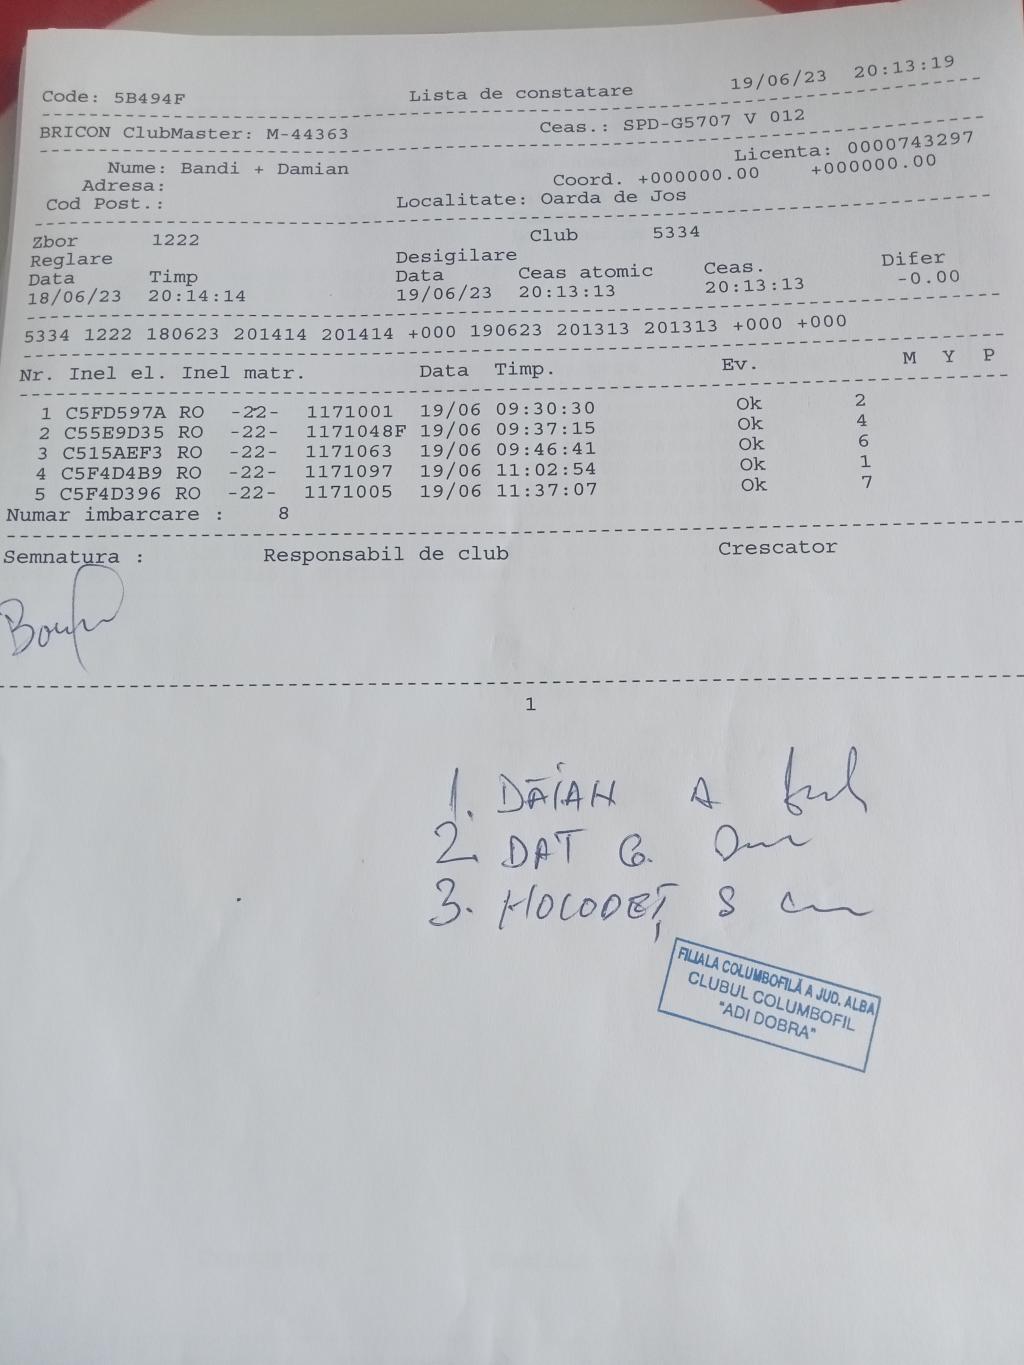 Code: 5B494F Lista de constatare 19/06/23 20:13:19
BRICON ClubMaster: M-44363 Ceas.: SPD-G5707 V 012
Nume: Bandi + Damian Licenta: 0000743297
Adresa: Coord. +000000.00 +000000.00
Cod Post.: Localitate: Oarda de Jos
Zbor 1222 Club 5334
Reglare Desigilare
Data Timp Data Ceas atomic Ceas. Difer
18/06/23 20:14:14 19/06/23 20:13:13 20:13:13 -0.00
5334 1222 180623 201414 201414 +000 190623 201313 201313 +000 +000
Nr. Inel el. Inel matr. Data Timp. Ev. M Y P
1 C5FD597A RO -22- 1171001 19/06 09:30:30 Ok 2
2 C55E9D35 RO -22- 1171048F 19/06 09:37:15 Ok 4
3 C515AEF3 RO -22- 1171063 19/06 09:46:41 Ok 6
4 C5F4D4B9 RO -22- 1171097 19/06 11:02:54 Ok 1
5 C5F4D396 RO -22- 1171005 19/06 11:37:07 Ok 7
Numar imbarcare : 8
Semnatura : Responsabil de club Crescator
1
1. DĂIAN A
2 DAT G.
3. HOLODEȚ S
FILIALA COLUMBOFILĂ A JUD. ALBA
CLUBUL COLUMBOFIL
"ADI DOBRA"